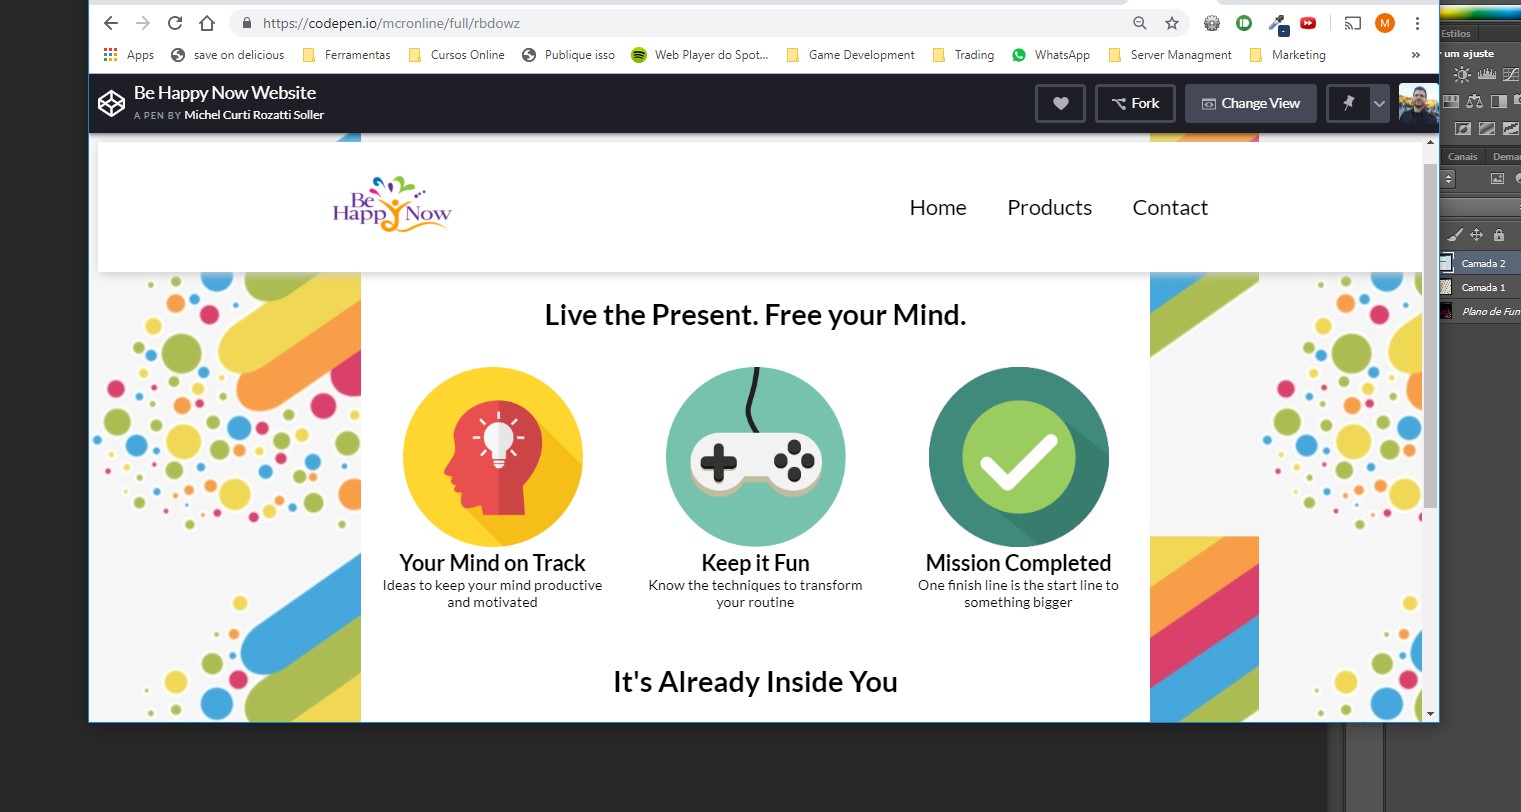 https://codepen.io/mcronline/full/rbdowz
M
Apps
save on delicious
Ferramentas
Cursos Online
Publique isso
Web Player do Spot...
Game Development
Trading
WhatsApp
Server Managment
Marketing
»
Be Happy Now Website
A PEN BY Michel Curti Rozatti Soller
Fork
Change View
Be
Happy Now
Home
Products
Contact
Live the Present. Free your Mind.
Your Mind on Track
Ideas to keep your mind productive
and motivated
Keep it Fun
Know the techniques to transform
your routine
Mission Completed
One finish line is the start line to
something bigger
It's Already Inside You
Estilos
um ajuste
Canais
Dema
Camada 2
Camada 1
Plano de Fun